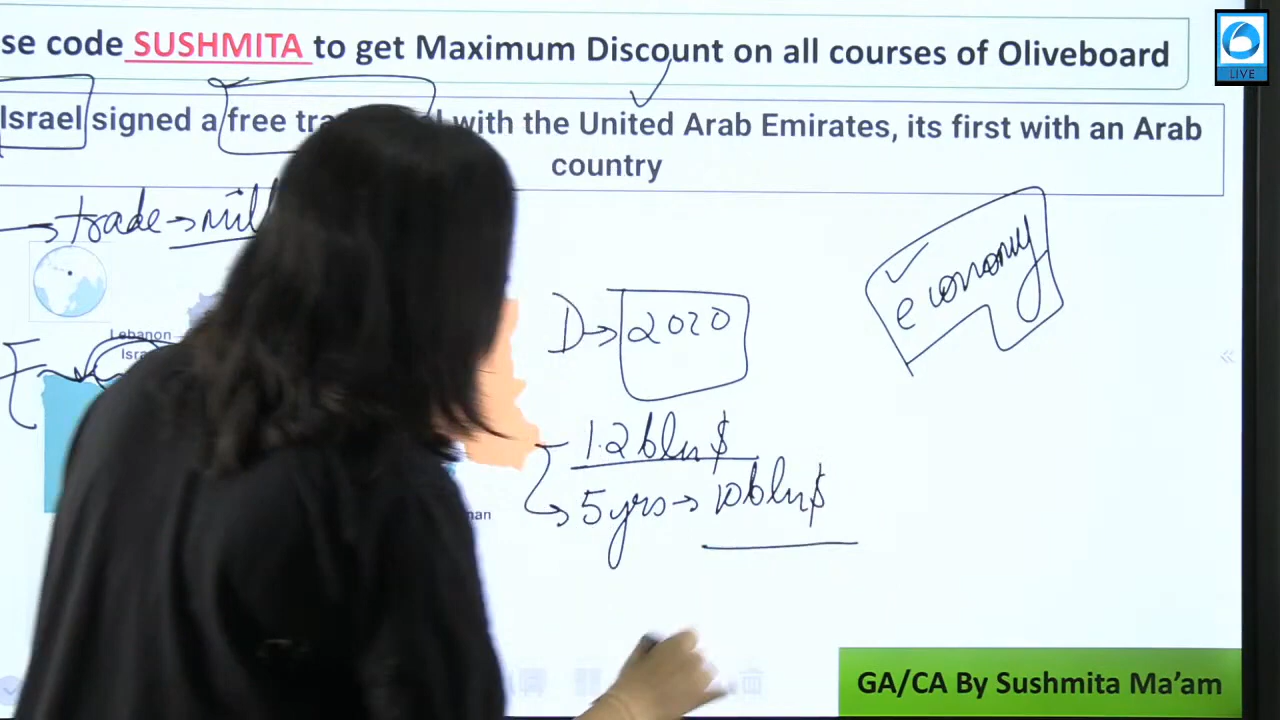 se code SUSHMITA to get Maximum Discount on all courses of Oliveboard
LIVE
Israel signed a free with the United Arab Emirates, its first with an Arab
country
trade →
economy
D→ 2020
Lebanon
1.2 bln $
5 yrs → 10 bln $
GA/CA By Sushmita Ma'am